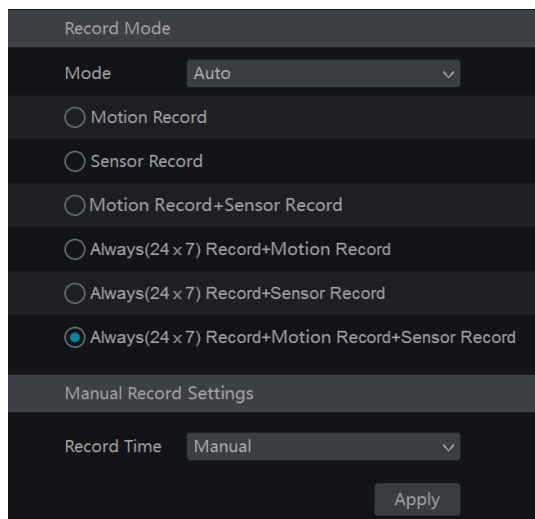 Record Mode
Mode Auto
Motion Record
Sensor Record
Motion Record+Sensor Record
Always(24 x 7) Record+Motion Record
Always(24 x 7) Record+Sensor Record
Always(24 x 7) Record+Motion Record+Sensor Record
Manual Record Settings
Record Time Manual
Apply